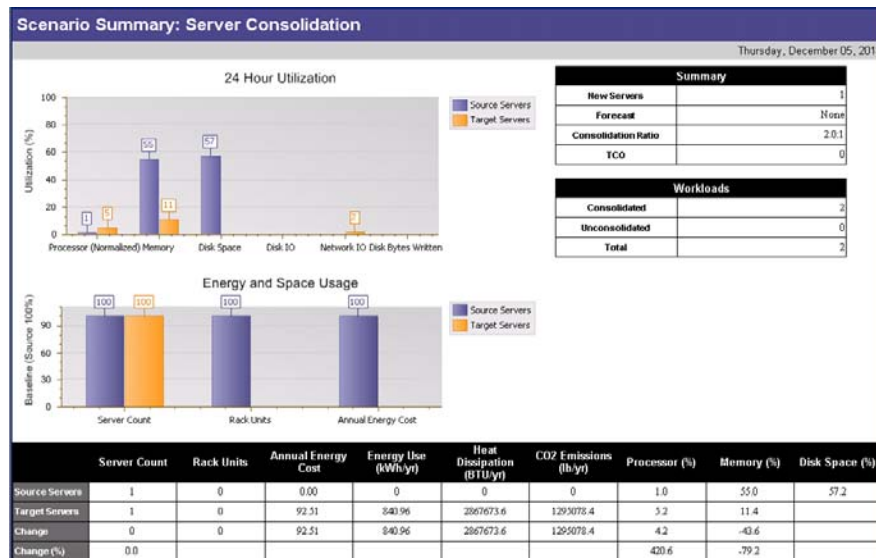 Scenario Summary: Server Consolidation
Thursday, December 05, 201
24 Hour Utilization
Utilization (%)
100
80
60
40
20
0
1
5
55
11
57
2
Processor (Normalized) Memory Disk Space Disk IO Network IO Disk Bytes Written
Source Servers
Target Servers
Summary
New Servers 1
Forecast None
Consolidation Ratio 2.0:1
TCO 0
Workloads
Consolidated 2
Unconsolidated 0
Total 2
Energy and Space Usage
Baseline (Source 100%)
90
60
30
0
100 100 100 100
Server Count Rack Units Annual Energy Cost
Source Servers
Target Servers
Server Count Rack Units Annual Energy Cost Energy Use (kWh/yr) Heat Dissipation (BTU/yr) CO2 Emissions (lb/yr) Processor (%) Memory (%) Disk Space (%)
Source Servers 1 0 0.00 0 0 0 1.0 55.0 57.2
Target Servers 1 0 92.51 840.96 2867673.6 1295078.4 5.2 11.4
Change 0 0 92.51 840.96 2867673.6 1295078.4 4.2 -43.6
Change (%) 0.0 420.6 -79.2